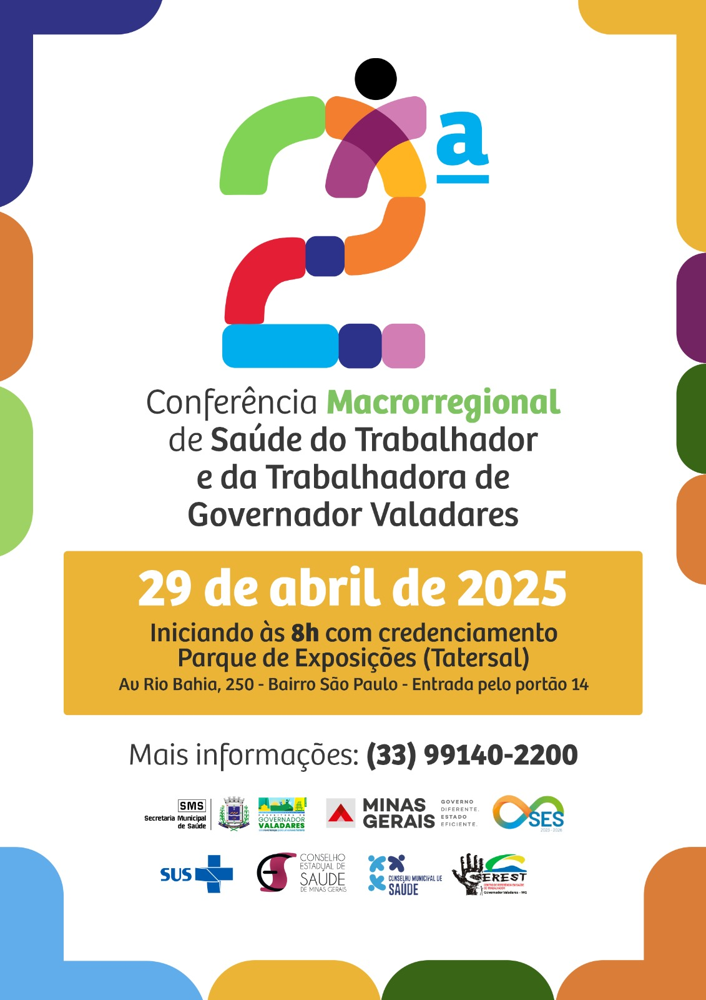 2ª
Conferência Macrorregional
de Saúde do Trabalhador
e da Trabalhadora de
Governador Valadares
29 de abril de 2025
Iniciando às 8h com credenciamento
Parque de Exposições (Tatersal)
Av Rio Bahia, 250 - Bairro São Paulo - Entrada pelo portão 14
Mais informações: (33) 99140-2200
SMS
Secretaria Municipal
de Saúde
PREFEITURA DE
GOVERNADOR
VALADARES
MINAS
GERAIS
GOVERNO
DIFERENTE.
ESTADO
EFICIENTE.
SES
2023 - 2026
SUS
CONSELHO
ESTADUAL DE
SAÚDE
DE MINAS GERAIS
CONSELHO MUNICIPAL DE
SAÚDE
CEREST
CENTRO DE REFERÊNCIA EM SAÚDE
DO TRABALHADOR
Governador Valadares - MG